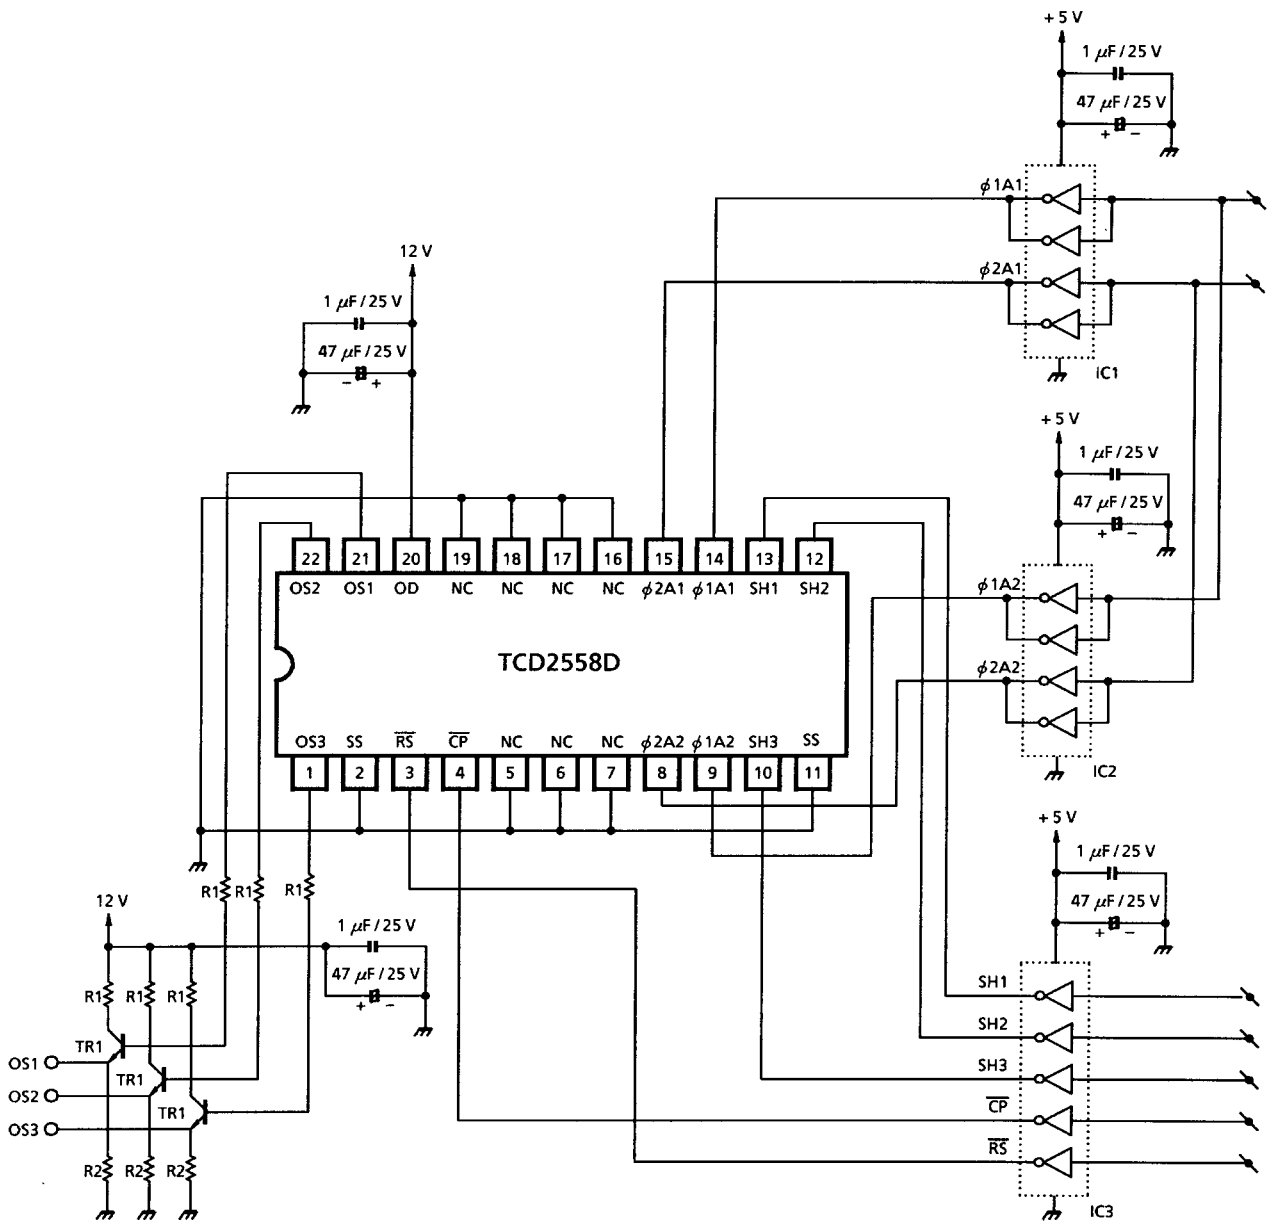 + 5 V
1 μF / 25 V
47 μF / 25 V
+ −
ϕ1A1
ϕ2A1
IC1
12 V
1 μF / 25 V
47 μF / 25 V
− +
+ 5 V
1 μF / 25 V
47 μF / 25 V
+ −
ϕ1A2
ϕ2A2
IC2
22 21 20 19 18 17 16 15 14 13 12
OS2 OS1 OD NC NC NC NC ϕ2A1 ϕ1A1 SH1 SH2
TCD2558D
OS3 SS R̅S̅ C̅P̅ NC NC NC ϕ2A2 ϕ1A2 SH3 SS
1 2 3 4 5 6 7 8 9 10 11
+ 5 V
1 μF / 25 V
47 μF / 25 V
+ −
R1 R1 R1
12 V
1 μF / 25 V
47 μF / 25 V
+ −
R1 R1 R1
TR1
OS1
TR1
OS2
TR1
OS3
R2 R2 R2
SH1
SH2
SH3
C̅P̅
R̅S̅
IC3